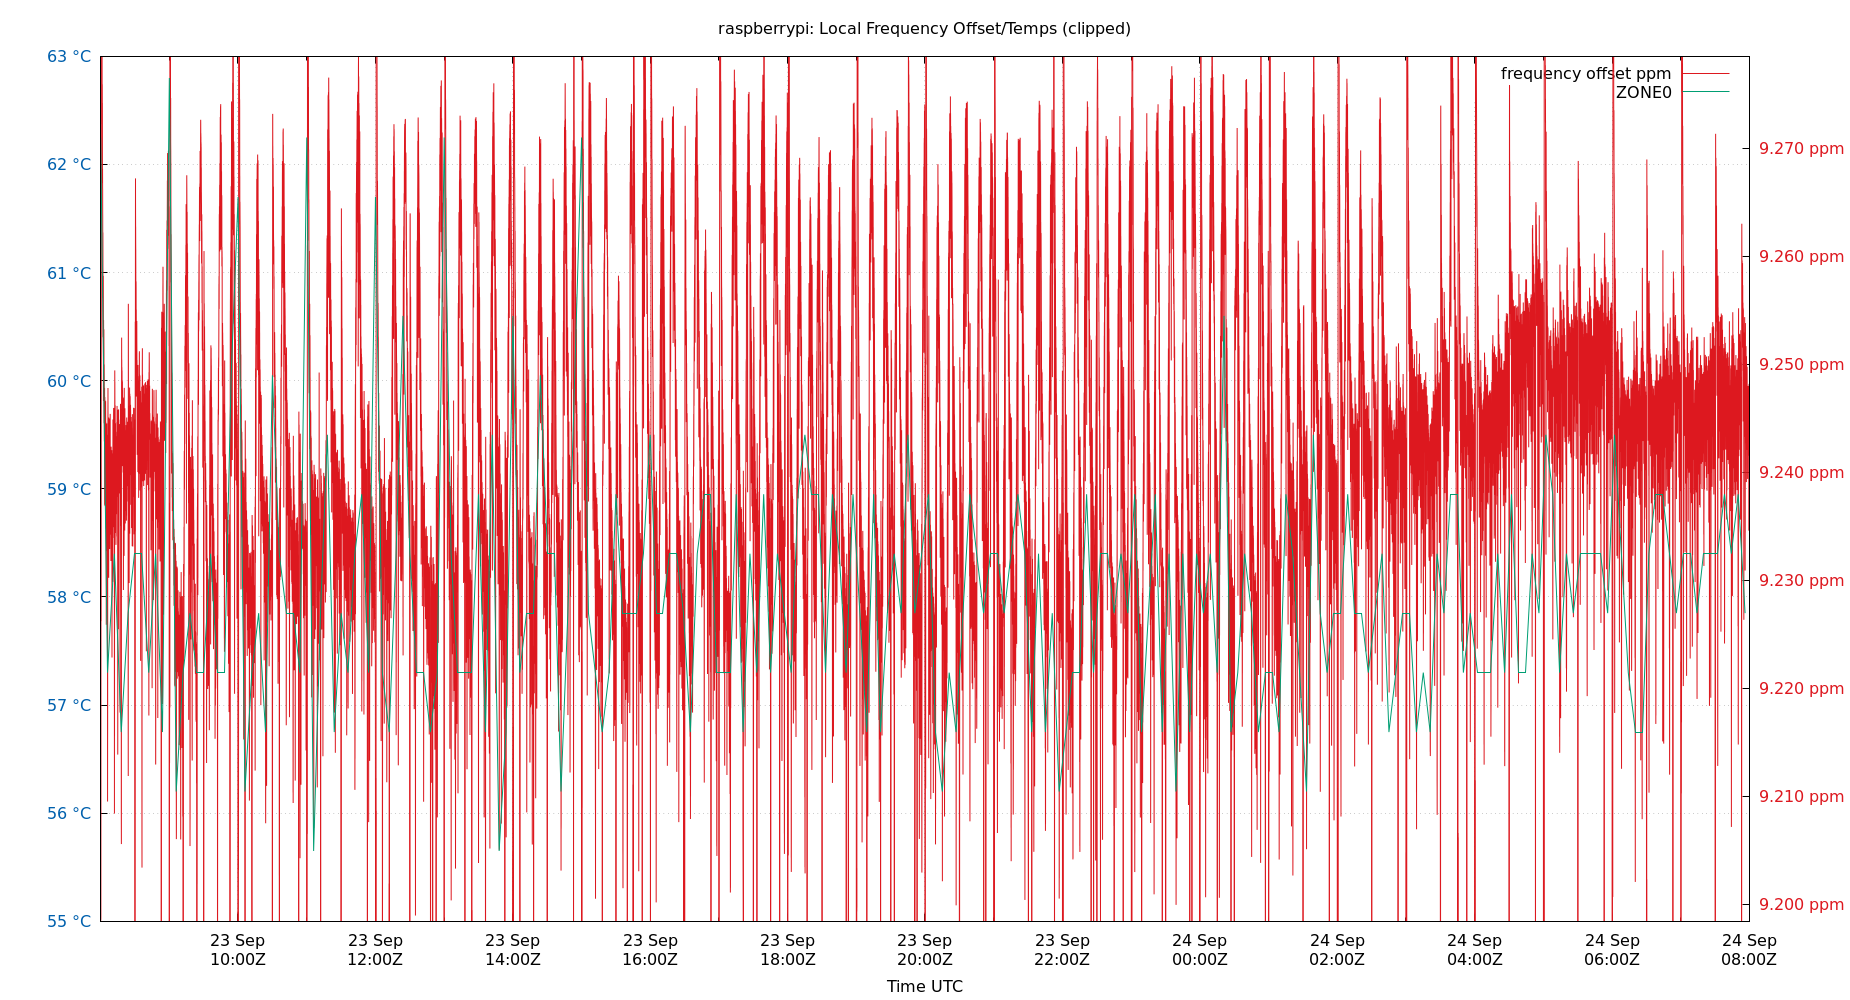 raspberrypi: Local Frequency Offset/Temps (clipped)
frequency offset ppm
ZONE0
63 °C
62 °C
61 °C
60 °C
59 °C
58 °C
57 °C
56 °C
55 °C
9.270 ppm
9.260 ppm
9.250 ppm
9.240 ppm
9.230 ppm
9.220 ppm
9.210 ppm
9.200 ppm
23 Sep 23 Sep 23 Sep 23 Sep 23 Sep 23 Sep 23 Sep 24 Sep 24 Sep 24 Sep 24 Sep 24 Sep
10:00Z 12:00Z 14:00Z 16:00Z 18:00Z 20:00Z 22:00Z 00:00Z 02:00Z 04:00Z 06:00Z 08:00Z
Time UTC